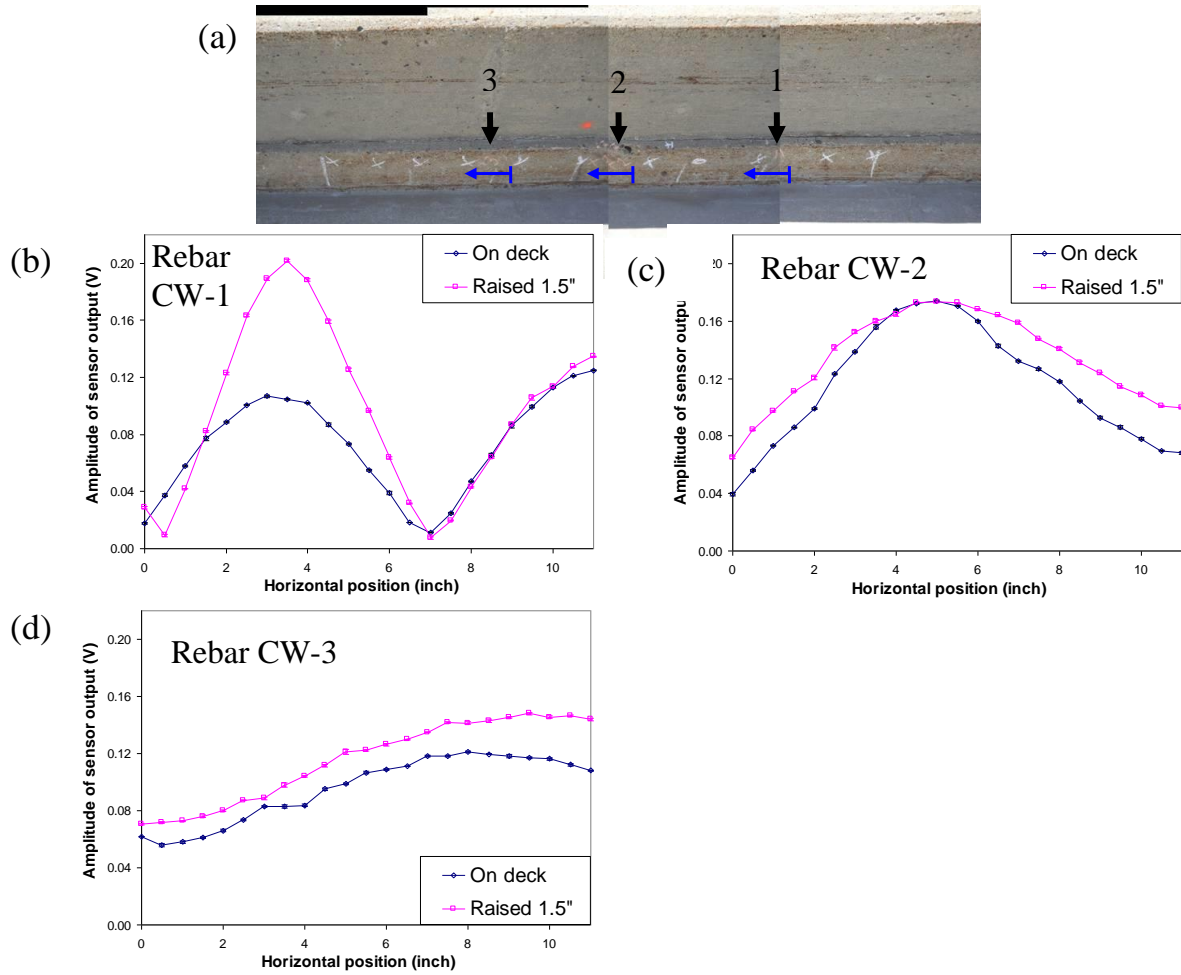 (a)
3 2 1
(b)
Rebar
CW-1
On deck
Raised 1.5"
Amplitude of sensor output (V)
0.20
0.16
0.12
0.08
0.04
0.00
0 2 4 6 8 10
Horizontal position (inch)
(c)
Rebar CW-2
On deck
Raised 1.5"
Amplitude of sensor
0.20
0.16
0.12
0.08
0.04
0.00
0 2 4 6 8 10
Horizontal position (inch)
(d)
Rebar CW-3
On deck
Raised 1.5"
Amplitude of sensor output (V)
0.20
0.16
0.12
0.08
0.04
0.00
0 2 4 6 8 10
Horizontal position (inch)